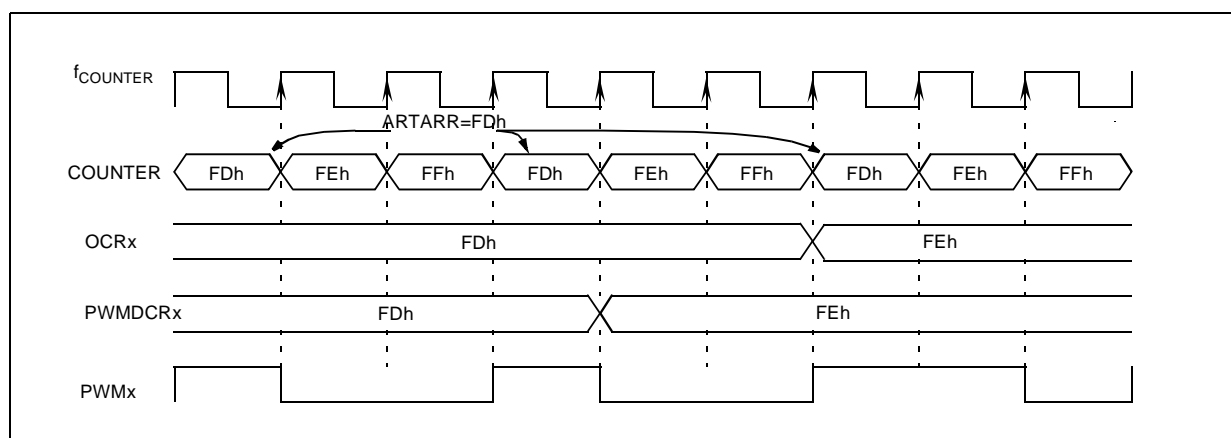 fCOUNTER
ARTARR=FDh
COUNTER FDh FEh FFh FDh FEh FFh FDh FEh FFh
OCRx FDh FEh
PWMDCRx FDh FEh
PWMx